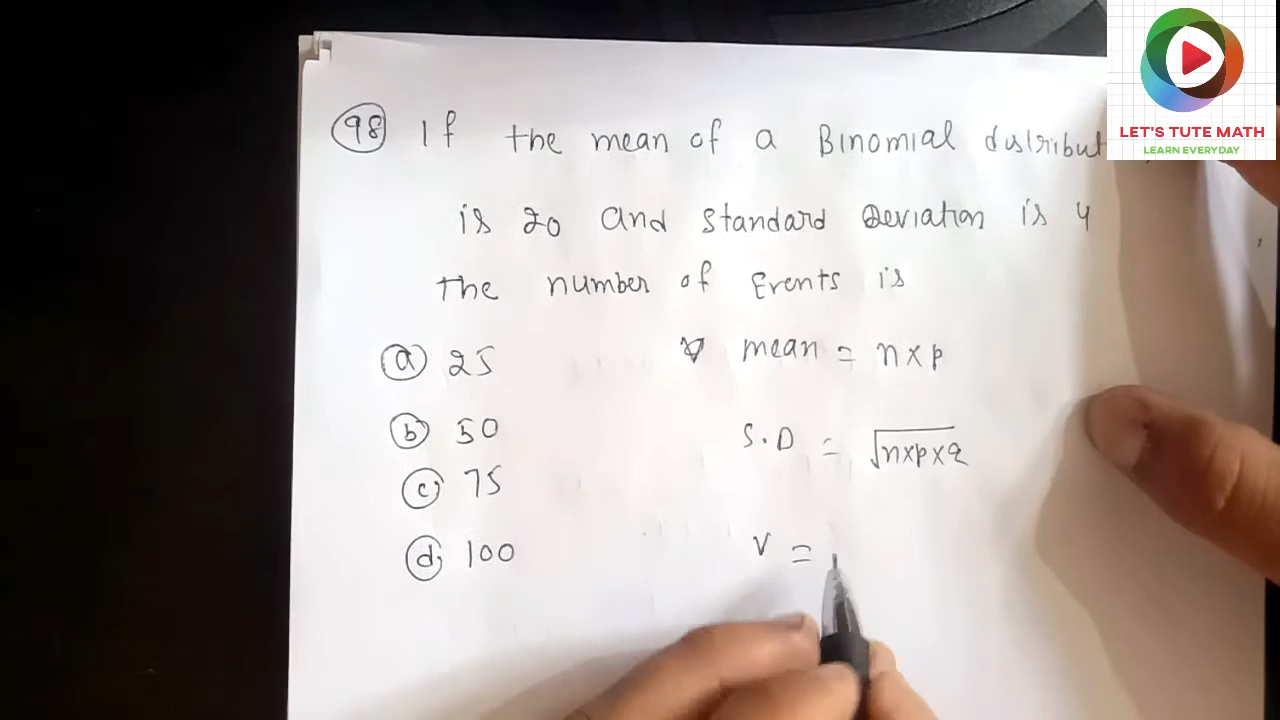 LET'S TUTE MATH
LEARN EVERYDAY
98 If the mean of a Binomial distribut
is 20 and standard Deviation is 4
the number of Events is
a 25
b 50
c 75
d 100
mean = n×p
S.D = √n×p×q
V =